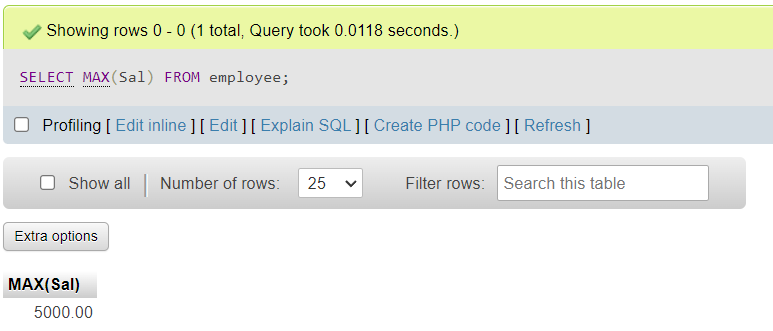 Showing rows 0 - 0 (1 total, Query took 0.0118 seconds.)
SELECT MAX(Sal) FROM employee;
Profiling [ Edit inline ] [ Edit ] [ Explain SQL ] [ Create PHP code ] [ Refresh ]
Show all | Number of rows: 25 Filter rows: Search this table
Extra options
MAX(Sal)
5000.00